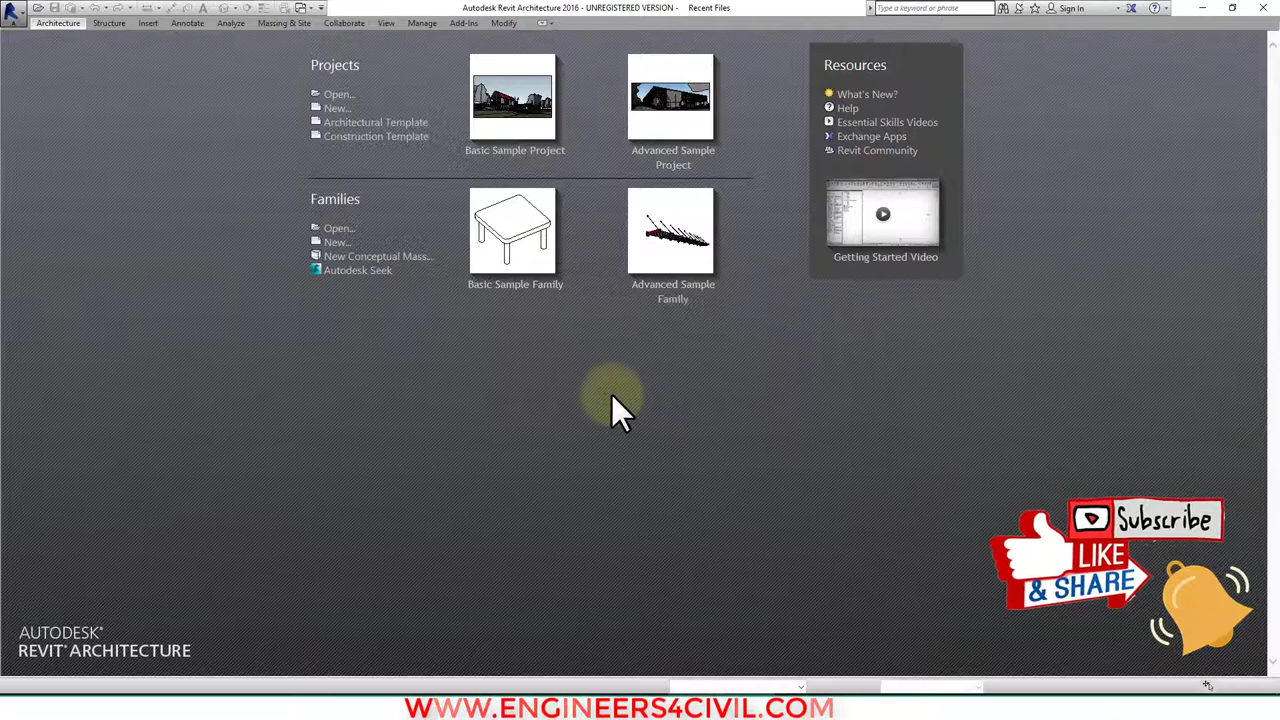 Autodesk Revit Architecture 2016 - UNREGISTERED VERSION - Recent Files
Type a keyword or phrase
Sign In
Architecture Structure Insert Annotate Analyze Massing & Site Collaborate View Manage Add-Ins Modify
Projects
Open...
New...
Architectural Template
Construction Template
Basic Sample Project
Advanced Sample
Project
Families
Open...
New...
New Conceptual Mass...
Autodesk Seek
Basic Sample Family
Advanced Sample
Family
Resources
What's New?
Help
Essential Skills Videos
Exchange Apps
Revit Community
Getting Started Video
Subscribe
LIKE
& SHARE
AUTODESK®
REVIT® ARCHITECTURE
WWW.ENGINEERS4CIVIL.COM